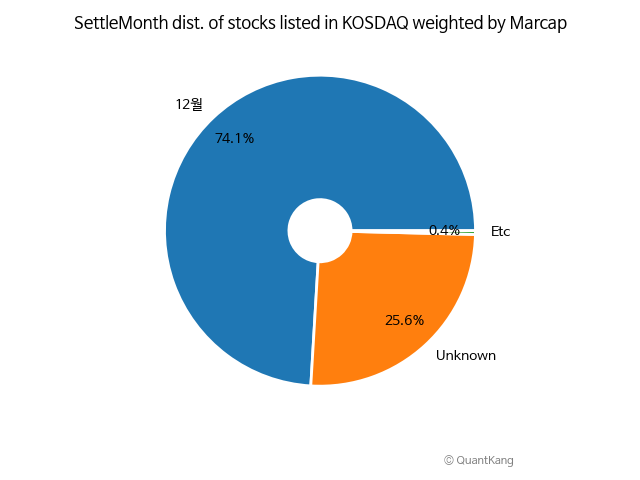 SettleMonth dist. of stocks listed in KOSDAQ weighted by Marcap
12월
74.1%
0.4%
Etc
25.6%
Unknown
© QuantKang